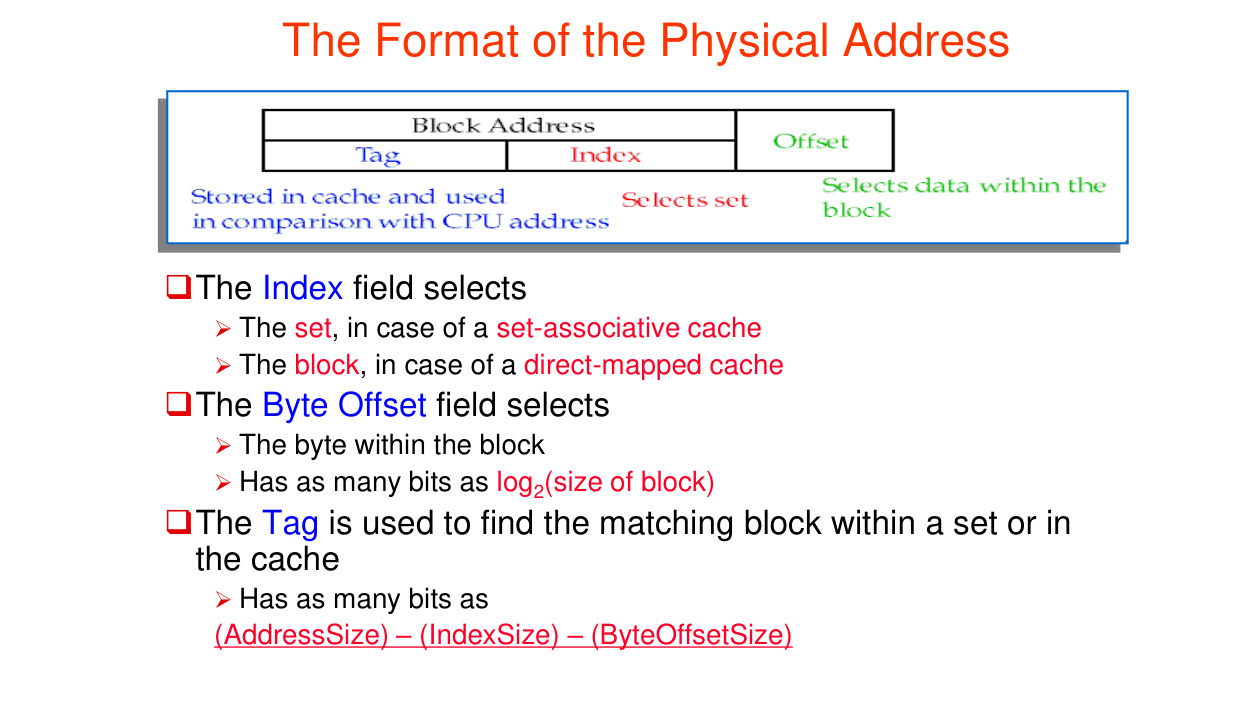 The Format of the Physical Address
Block Address
Offset
Tag
Index
Stored in cache and used
in comparison with CPU address
Selects set
Selects data within the
block
The Index field selects
The set, in case of a set-associative cache
The block, in case of a direct-mapped cache
The Byte Offset field selects
The byte within the block
Has as many bits as log2(size of block)
The Tag is used to find the matching block within a set or in
the cache
Has as many bits as
(AddressSize) – (IndexSize) – (ByteOffsetSize)